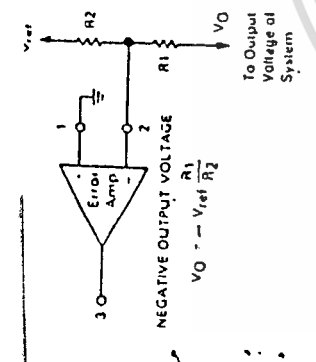 Vref
R2
R1
VO
To Output
Voltage of
System
1
2
+
Error
Amp
-
3
NEGATIVE OUTPUT VOLTAGE
VO = - Vref R1
R2